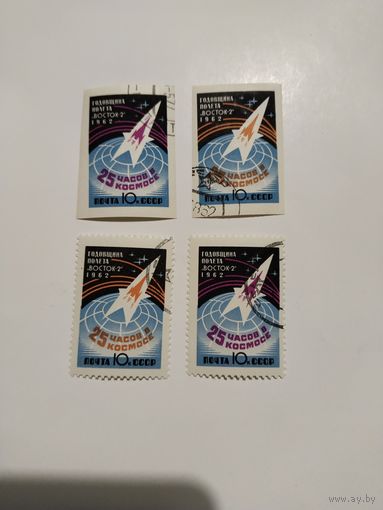 ГОДОВЩИНА
ПОЛЕТА
„ВОСТОК-2"
1962
25 ЧАСОВ В
КОСМОСЕ
ПОЧТА 10к СССР
ГОДОВЩИНА
ПОЛЕТА
„ВОСТОК-2"
1962
25 ЧАСОВ В
КОСМОСЕ
ПОЧТА 10к СССР
ГОДОВЩИНА
ПОЛЕТА
„ВОСТОК-2"
1962
25 ЧАСОВ В
КОСМОСЕ
ПОЧТА 10к СССР
ГОДОВЩИНА
ПОЛЕТА
„ВОСТОК-2"
1962
25 ЧАСОВ В
КОСМОСЕ
ПОЧТА 10к СССР
www.ay.by